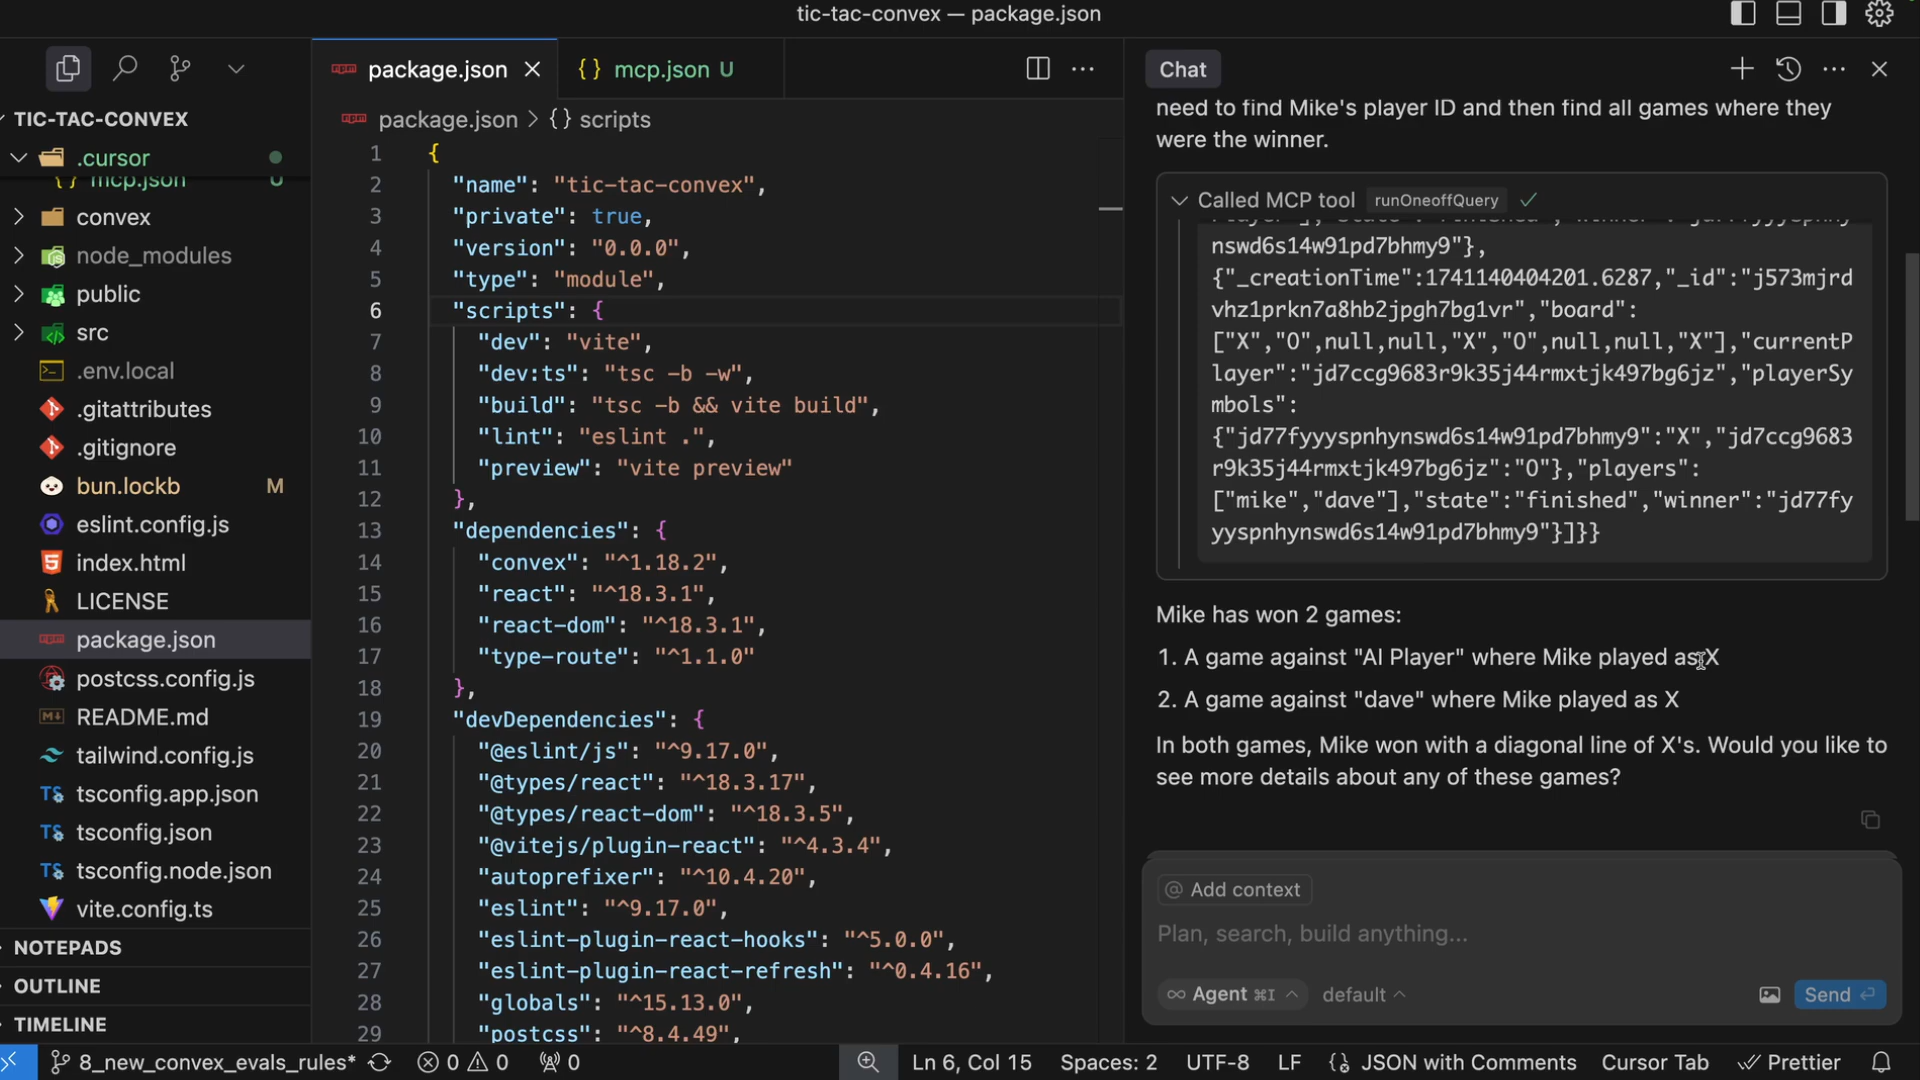 tic-tac-convex — package.json
TIC-TAC-CONVEX
.cursor
mcp.json U
convex
node_modules
public
src
.env.local
.gitattributes
.gitignore
bun.lockb M
eslint.config.js
index.html
LICENSE
package.json
postcss.config.js
README.md
tailwind.config.js
tsconfig.app.json
tsconfig.json
tsconfig.node.json
vite.config.ts
NOTEPADS
OUTLINE
TIMELINE
package.json
{} mcp.json U
package.json > {} scripts
1 {
2 "name": "tic-tac-convex",
3 "private": true,
4 "version": "0.0.0",
5 "type": "module",
6 "scripts": {
7 "dev": "vite",
8 "dev:ts": "tsc -b -w",
9 "build": "tsc -b && vite build",
10 "lint": "eslint .",
11 "preview": "vite preview"
12 },
13 "dependencies": {
14 "convex": "^1.18.2",
15 "react": "^18.3.1",
16 "react-dom": "^18.3.1",
17 "type-route": "^1.1.0"
18 },
19 "devDependencies": {
20 "@eslint/js": "^9.17.0",
21 "@types/react": "^18.3.17",
22 "@types/react-dom": "^18.3.5",
23 "@vitejs/plugin-react": "^4.3.4",
24 "autoprefixer": "^10.4.20",
25 "eslint": "^9.17.0",
26 "eslint-plugin-react-hooks": "^5.0.0",
27 "eslint-plugin-react-refresh": "^0.4.16",
28 "globals": "^15.13.0",
29 "postcss": "^8.4.49",
Chat
need to find Mike's player ID and then find all games where they
were the winner.
Called MCP tool runOneoffQuery
nswd6s14w91pd7bhmy9"},
{"_creationTime":1741140404201.6287,"_id":"j573mjrd
vhz1prkn7a8hb2jpgh7bg1vr","board":
["X","O",null,null,"X","O",null,null,"X"],"currentP
layer":"jd7ccg9683r9k35j44rmxtjk497bg6jz","playerSy
mbols":
{"jd77fyyyspnhynswd6s14w91pd7bhmy9":"X","jd7ccg9683
r9k35j44rmxtjk497bg6jz":"O"},"players":
["mike","dave"],"state":"finished","winner":"jd77fy
yyspnhynswd6s14w91pd7bhmy9"}]}}
Mike has won 2 games:
1. A game against "AI Player" where Mike played as X
2. A game against "dave" where Mike played as X
In both games, Mike won with a diagonal line of X's. Would you like to
see more details about any of these games?
@ Add context
Plan, search, build anything...
∞ Agent ⌘I default
Send
8_new_convex_evals_rules* 0 0 0 Ln 6, Col 15 Spaces: 2 UTF-8 LF JSON with Comments Cursor Tab Prettier